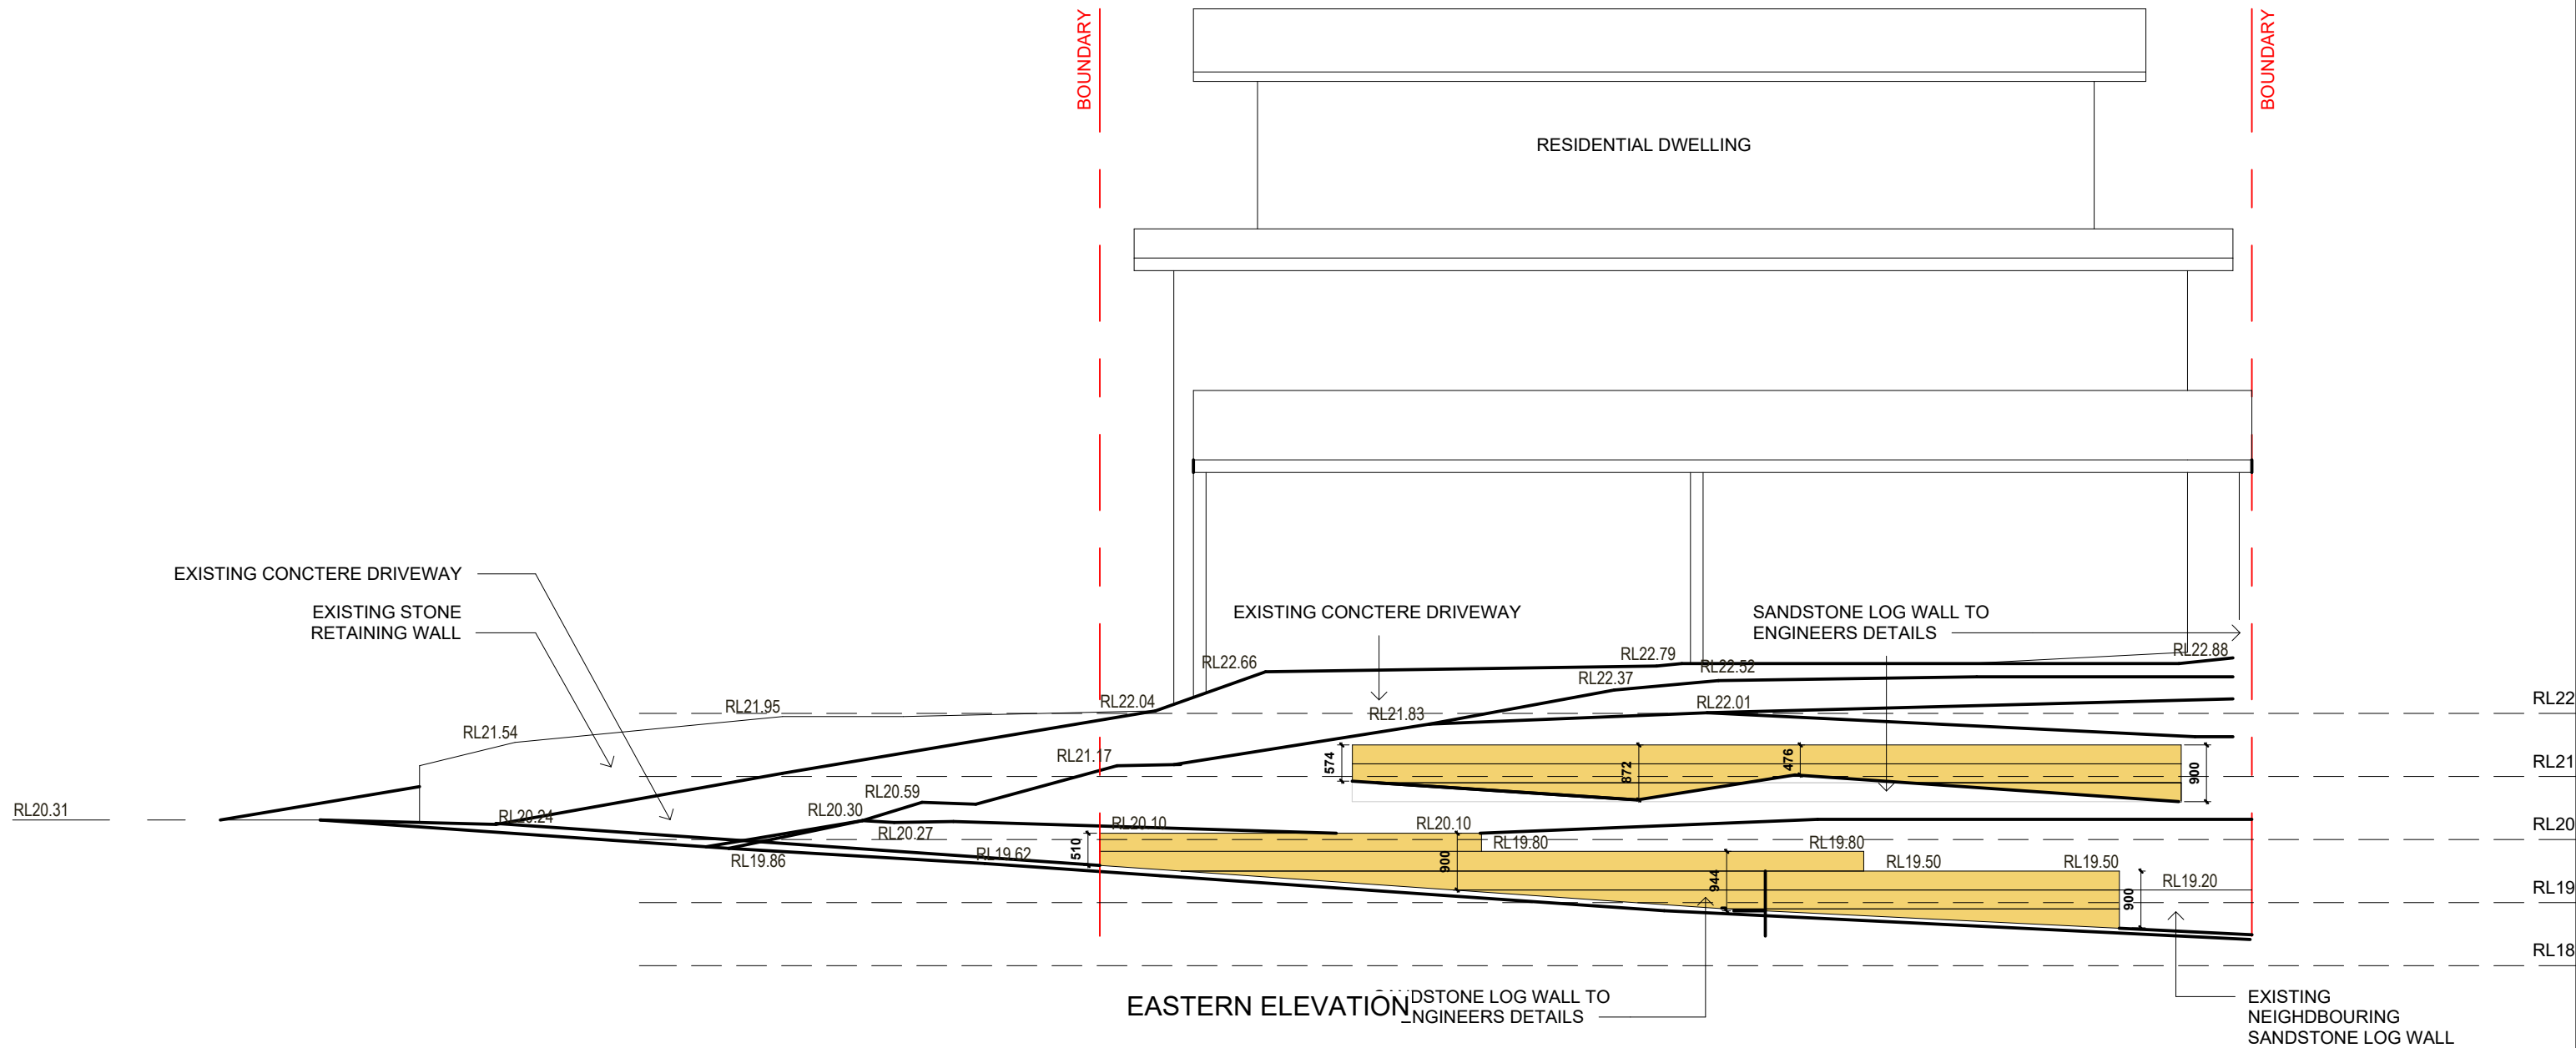 BOUNDARY
BOUNDARY
RESIDENTIAL DWELLING
EXISTING CONCTERE DRIVEWAY
EXISTING STONE
RETAINING WALL
EXISTING CONCTERE DRIVEWAY
SANDSTONE LOG WALL TO
ENGINEERS DETAILS
RL22.66
RL22.79
RL22.52
RL22.88
RL22.37
RL22.04
RL21.95
RL21.83
RL22.01
RL22
RL21.54
RL21.17
574
872
476
900
RL21
RL20.59
RL20.31
RL20.24
RL20.30
RL20.27
RL20.10
RL20.10
RL20
RL19.86
RL19.62
510
900
RL19.80
RL19.80
944
RL19.50
RL19.50
900
RL19.20
RL19
RL18
EASTERN ELEVATION
SANDSTONE LOG WALL TO
ENGINEERS DETAILS
EXISTING
NEIGHDBOURING
SANDSTONE LOG WALL